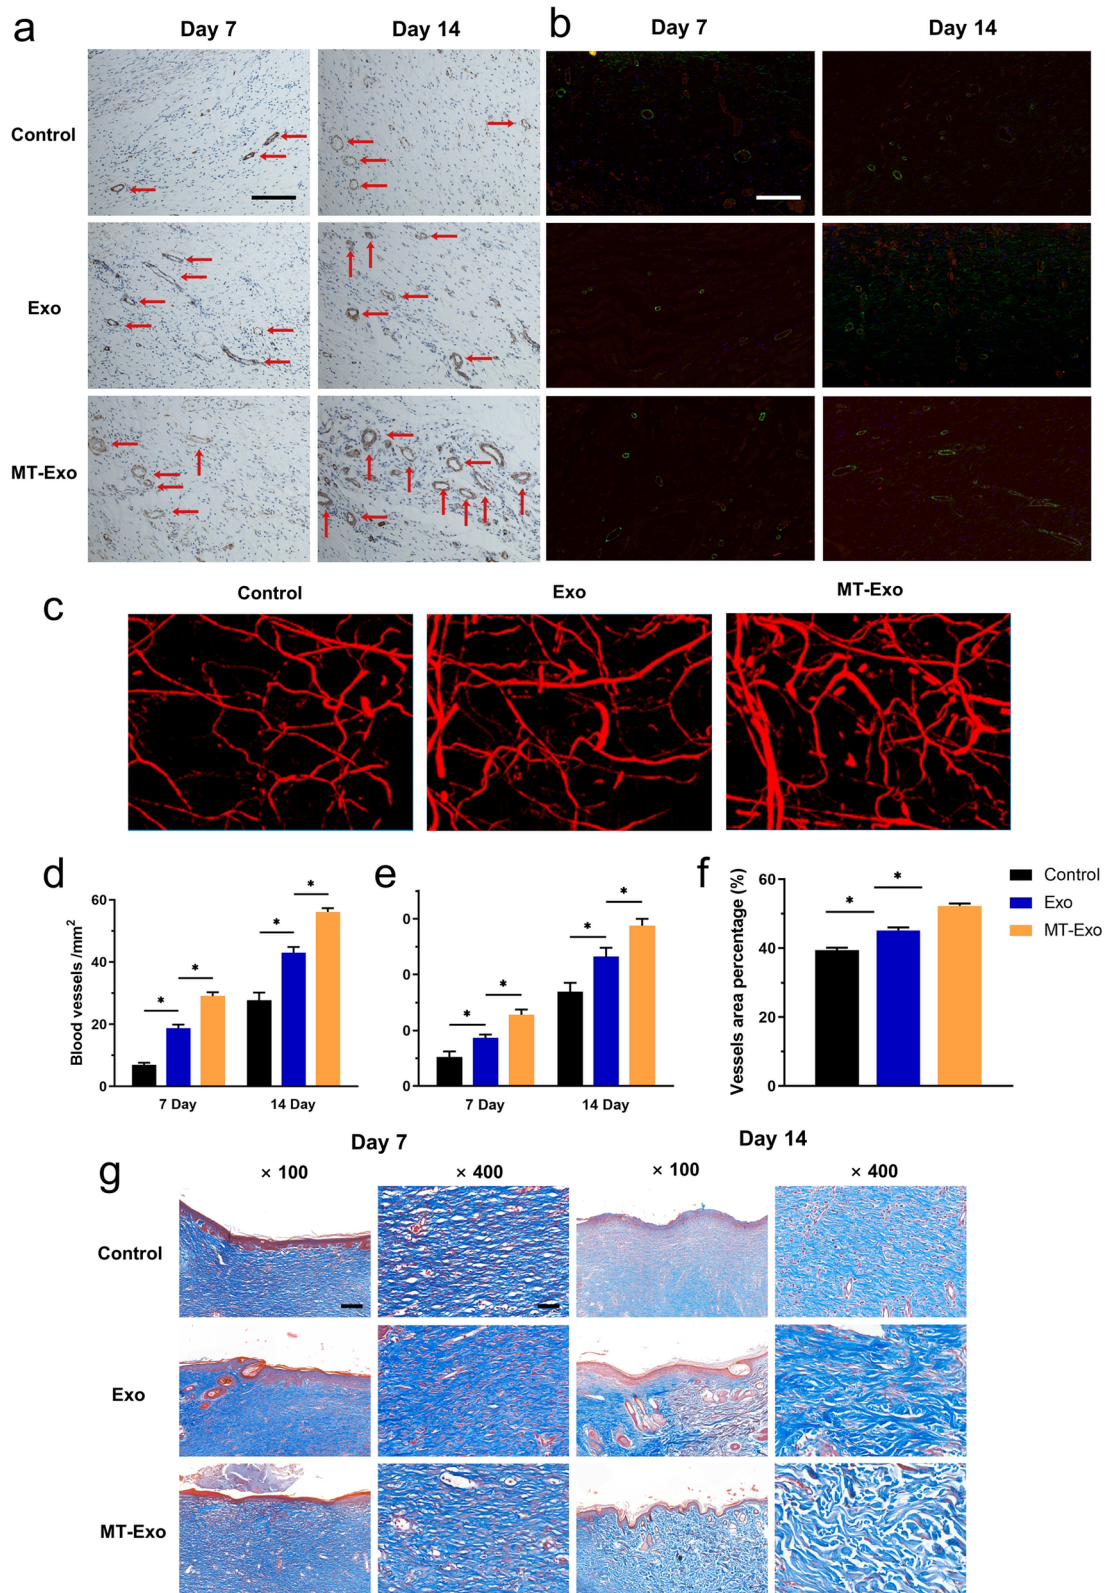 a
Day 7
Day 14
b
Day 7
Day 14
Control
Exo
MT-Exo
c
Control
Exo
MT-Exo
d
Blood vessels /mm²
60
40
20
0
*
*
*
*
7 Day
14 Day
e
0
0
0
0
*
*
*
*
7 Day
14 Day
f
Vessels area percentage (%)
60
40
20
0
*
*
Control
Exo
MT-Exo
g
Day 7
Day 14
× 100
× 400
× 100
× 400
Control
Exo
MT-Exo